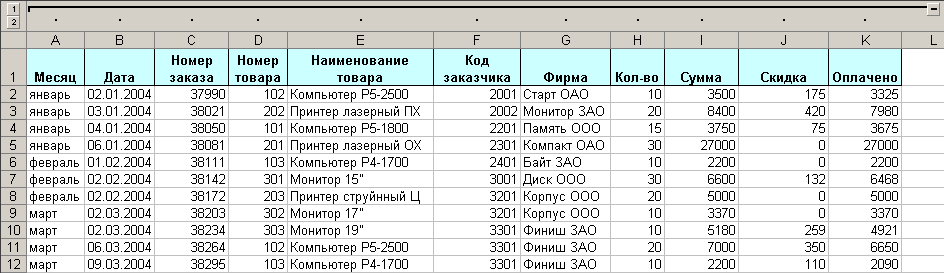 1
2
A B C D E F G H I J K L
1 Месяц Дата Номер заказа Номер товара Наименование товара Код заказчика Фирма Кол-во Сумма Скидка Оплачено
2 январь 02.01.2004 37990 102 Компьютер P5-2500 2001 Старт ОАО 10 3500 175 3325
3 январь 03.01.2004 38021 202 Принтер лазерный ПХ 2002 Монитор ЗАО 20 8400 420 7980
4 январь 04.01.2004 38050 101 Компьютер P5-1800 2201 Память ООО 15 3750 75 3675
5 январь 06.01.2004 38081 201 Принтер лазерный ОХ 2301 Компакт ОАО 30 27000 0 27000
6 февраль 01.02.2004 38111 103 Компьютер P4-1700 2401 Байт ЗАО 10 2200 0 2200
7 февраль 02.02.2004 38142 301 Монитор 15" 3001 Диск ООО 30 6600 132 6468
8 февраль 02.02.2004 38172 203 Принтер струйнный Ц 3201 Корпус ООО 20 5000 0 5000
9 март 02.03.2004 38203 302 Монитор 17" 3201 Корпус ООО 10 3370 0 3370
10 март 02.03.2004 38234 303 Монитор 19" 3301 Финиш ЗАО 10 5180 259 4921
11 март 06.03.2004 38264 102 Компьютер P5-2500 3301 Финиш ЗАО 20 7000 350 6650
12 март 09.03.2004 38295 103 Компьютер P4-1700 3301 Финиш ЗАО 10 2200 110 2090